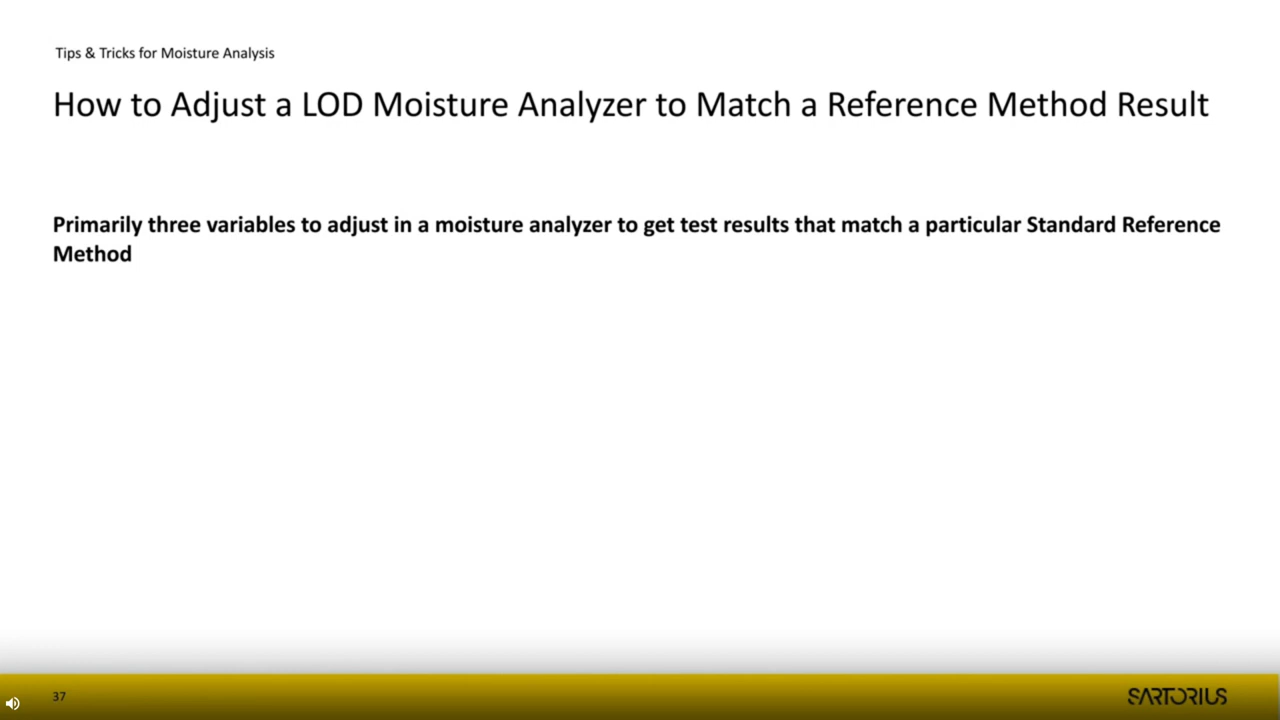 Tips & Tricks for Moisture Analysis
How to Adjust a LOD Moisture Analyzer to Match a Reference Method Result
Primarily three variables to adjust in a moisture analyzer to get test results that match a particular Standard Reference
Method
37
SARTORIUS